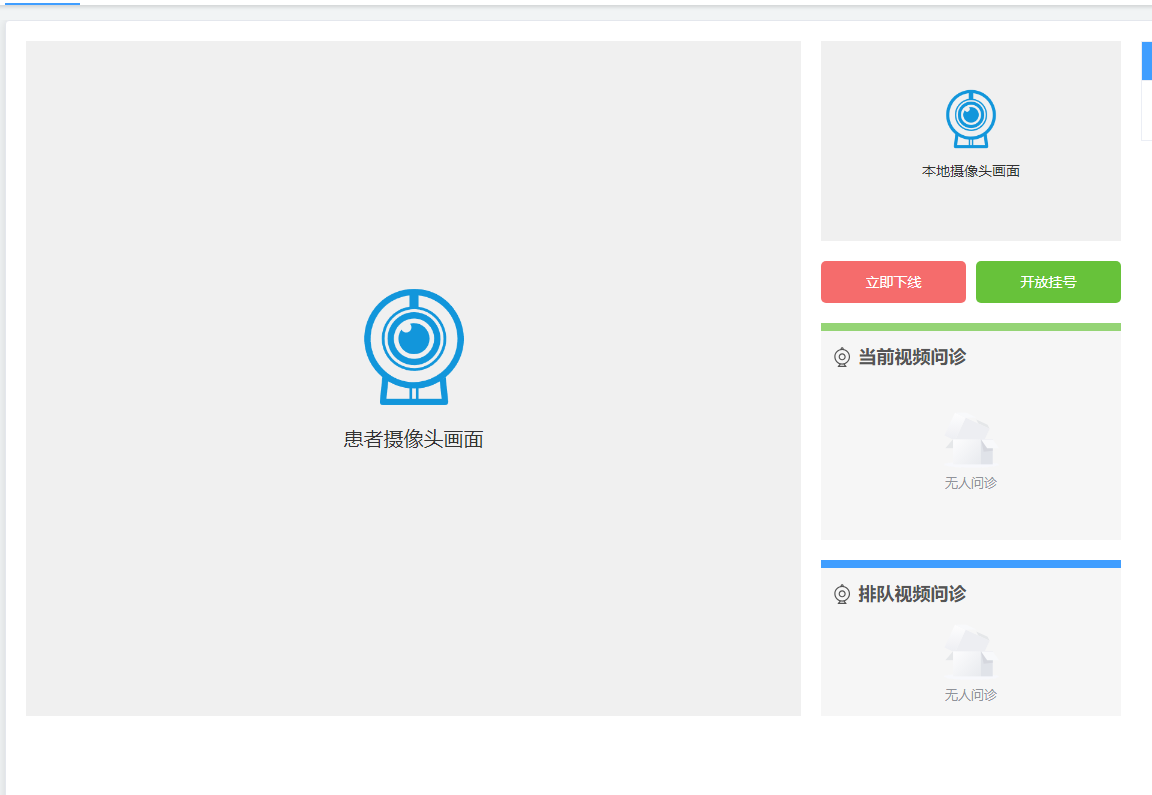 患者摄像头画面
本地摄像头画面
立即下线
开放挂号
当前视频问诊
无人问诊
排队视频问诊
无人问诊